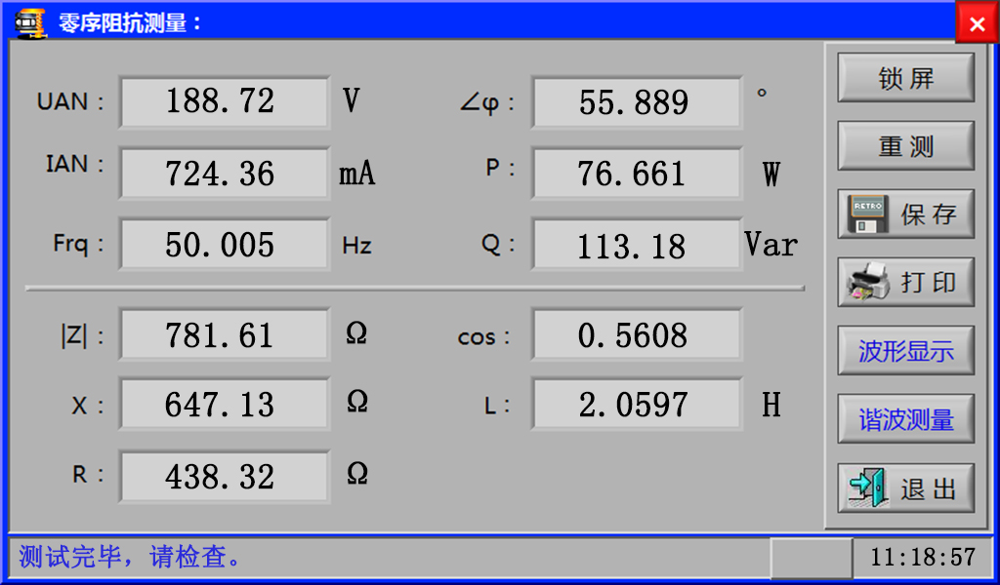 零序阻抗测量：
UAN： 188.72 V ∠φ： 55.889 °
IAN： 724.36 mA P： 76.661 W
Frq： 50.005 Hz Q： 113.18 Var
|Z|： 781.61 Ω cos： 0.5608
X： 647.13 Ω L： 2.0597 H
R： 438.32 Ω
锁 屏
重 测
RETRO
保 存
打 印
波形显示
谐波测量
退 出
测试完毕，请检查。 11:18:57